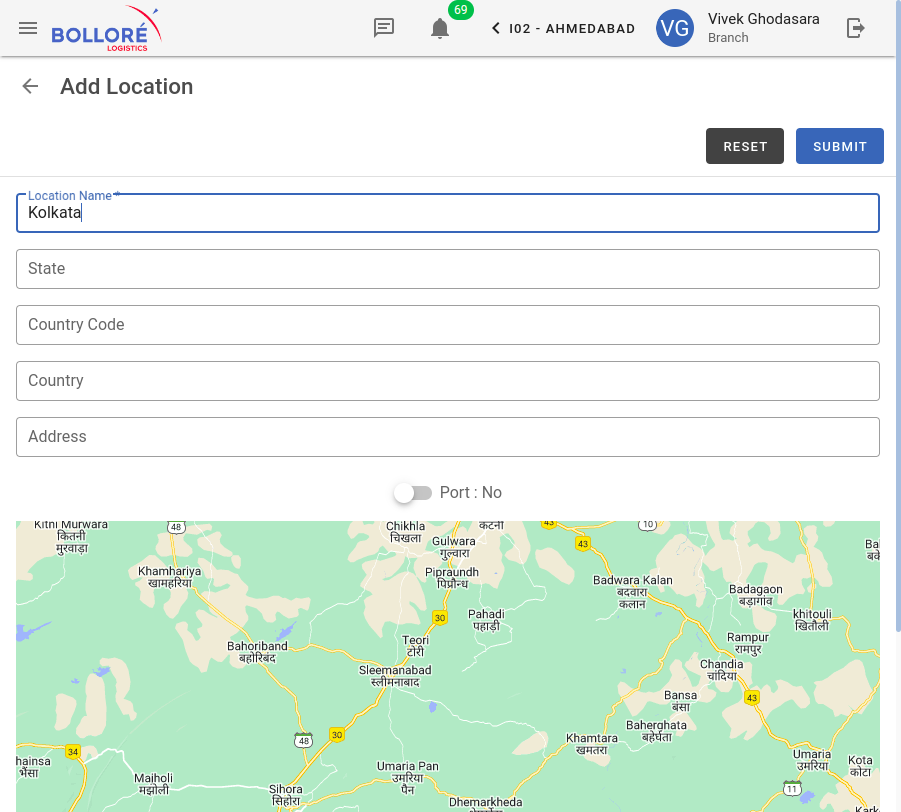 BOLLORÉ
LOGISTICS
69
I02 - AHMEDABAD
VG
Vivek Ghodasara
Branch
Add Location
RESET
SUBMIT
Location Name *
Kolkata
State
Country Code
Country
Address
Port : No
Kitni Murwara
कितनी
मुरवाड़ा
48
Chikhla
चिखला
कटनी
43
10
Gulwara
गुल्वारा
43
Khamhariya
खामहरिया
Pipraundh
पिप्रौन्ध
Badwara Kalan
बदवारा
कलान
Badagaon
बड़ागांव
30
Pahadi
पहाड़ी
khitouli
खितौली
Teori
टोरी
Rampur
रामपुर
Bahoriband
बहोरिबंद
Sleemanabad
स्लीमनाबाद
Chandia
चांदिया
Bansa
बंसा
43
Baherghata
बहेर्घता
48
30
Khamtara
खमतरा
34
Umaria
उमरिया
Kota
कोटा
hainsa
भैंसा
Majholi
मझोली
Umaria Pan
उमरिया
पैन
Sihora
सिहोरा
11
Dhemarkheda